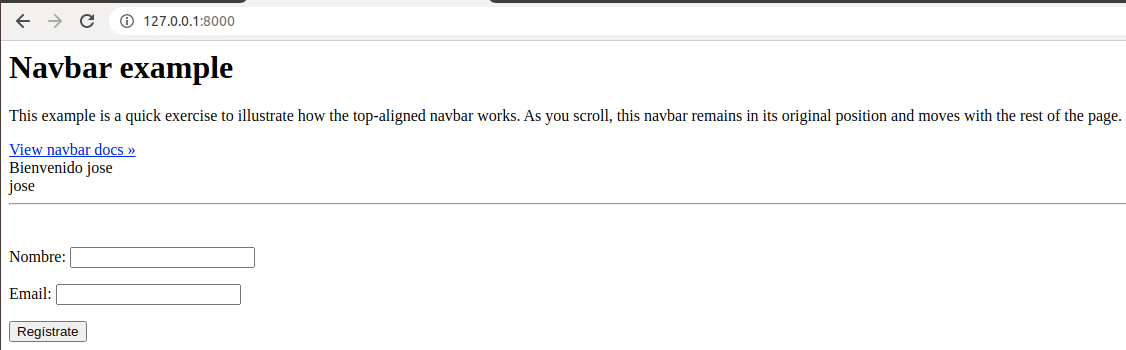 127.0.0.1:8000
Navbar example
This example is a quick exercise to illustrate how the top-aligned navbar works. As you scroll, this navbar remains in its original position and moves with the rest of the page.
View navbar docs »
Bienvenido jose
jose
Nombre:
Email:
Regístrate